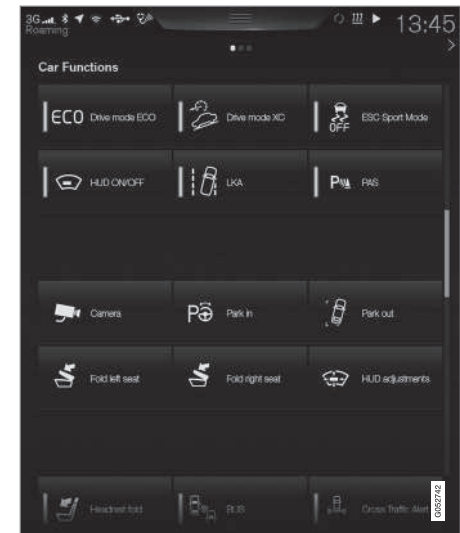 3G
Roaming
13:45
Car Functions
ECO Drive mode ECO
Drive mode XC
OFF ESC Sport Mode
HUD ON/OFF
LKA
P PAS
Camera
P Park in
Park out
Fold left seat
Fold right seat
HUD adjustments
Headrest fold
BLIS
Cross Traffic Alert
G052742